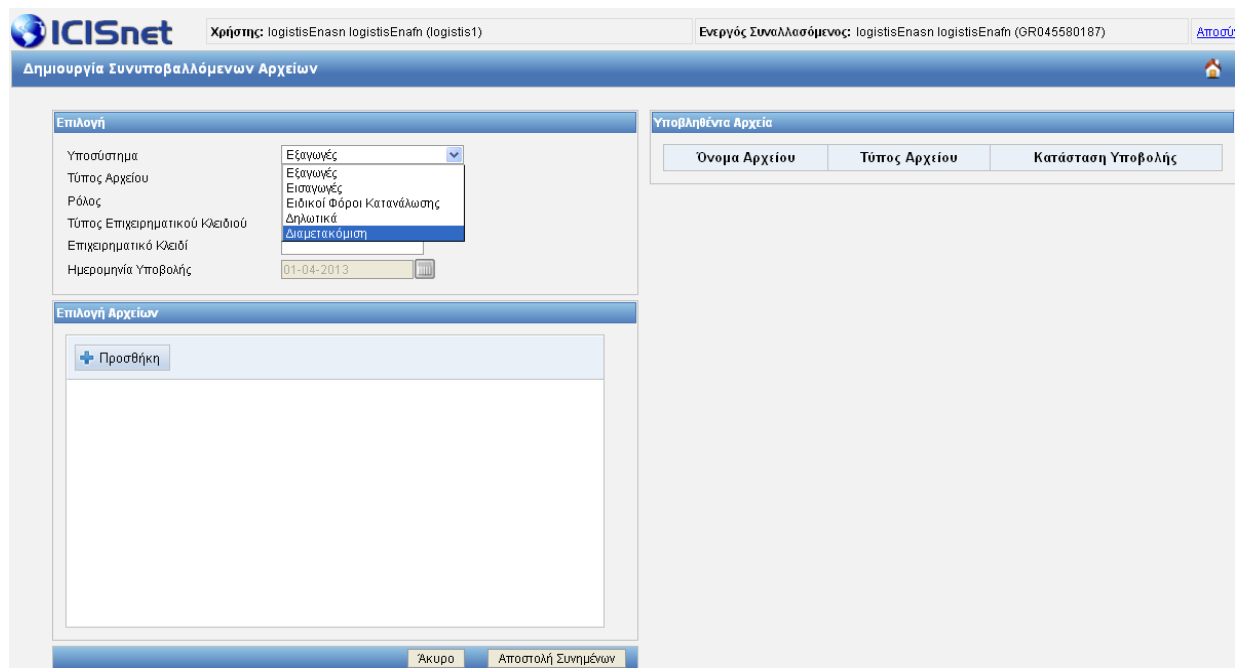 ICISnet
Χρήστης: logistisEnasn logistisEnafn (logistis1)
Ενεργός Συναλλασόμενος: logistisEnasn logistisEnafn (GR045580187)
Αποσύ
Δημιουργία Συνυποβαλλόμενων Αρχείων
Επιλογή
Υποσύστημα
Εξαγωγές
Τύπος Αρχείου
Ρόλος
Τύπος Επιχειρηματικού Κλειδιού
Επιχειρηματικό Κλειδί
Ημερομηνία Υποβολής
Εξαγωγές
Εισαγωγές
Ειδικοί Φόροι Κατανάλωσης
Δηλωτικά
Διαμετακόμιση
01-04-2013
Επιλογή Αρχείων
Προσθήκη
Άκυρο
Αποστολή Συνημένων
Υποβληθέντα Αρχεία
Όνομα Αρχείου
Τύπος Αρχείου
Κατάσταση Υποβολής